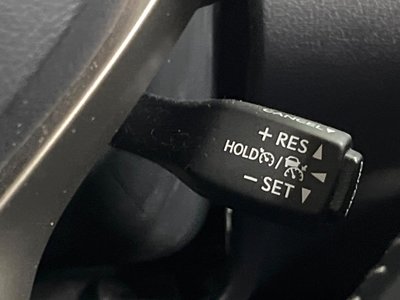 CANCEL
+ RES
HOLD /
− SET